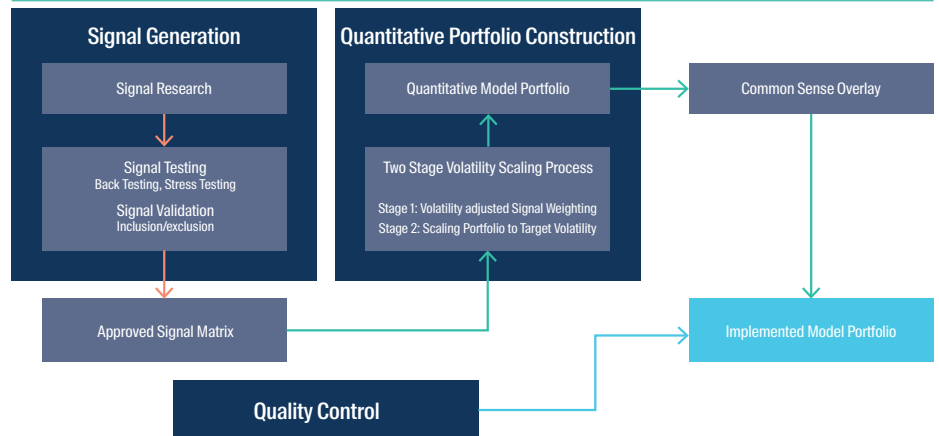 Signal Generation
Signal Research
Signal Testing
Back Testing, Stress Testing
Signal Validation
Inclusion/exclusion
Approved Signal Matrix
Quantitative Portfolio Construction
Quantitative Model Portfolio
Two Stage Volatility Scaling Process
Stage 1: Volatility adjusted Signal Weighting
Stage 2: Scaling Portfolio to Target Volatility
Common Sense Overlay
Implemented Model Portfolio
Quality Control